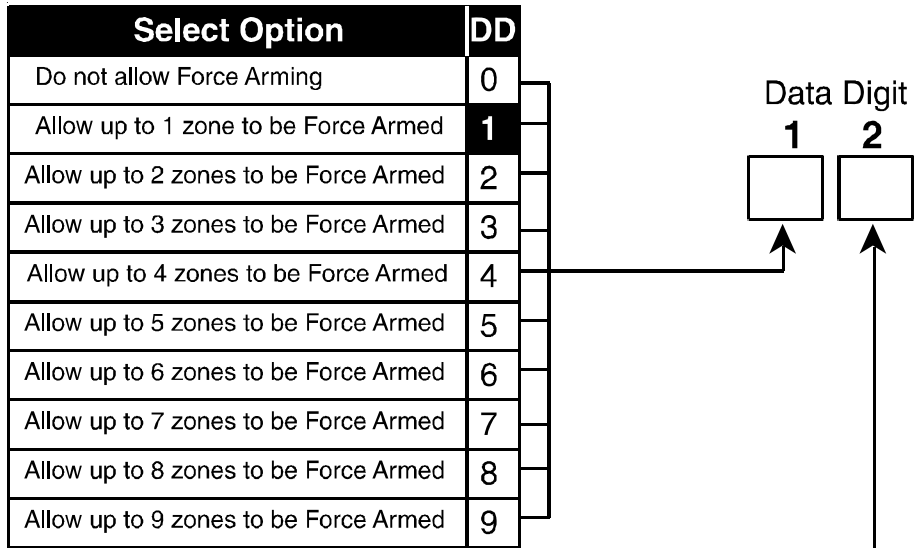 Select Option DD
Do not allow Force Arming 0
Allow up to 1 zone to be Force Armed 1
Allow up to 2 zones to be Force Armed 2
Allow up to 3 zones to be Force Armed 3
Allow up to 4 zones to be Force Armed 4
Allow up to 5 zones to be Force Armed 5
Allow up to 6 zones to be Force Armed 6
Allow up to 7 zones to be Force Armed 7
Allow up to 8 zones to be Force Armed 8
Allow up to 9 zones to be Force Armed 9
Data Digit
1 2